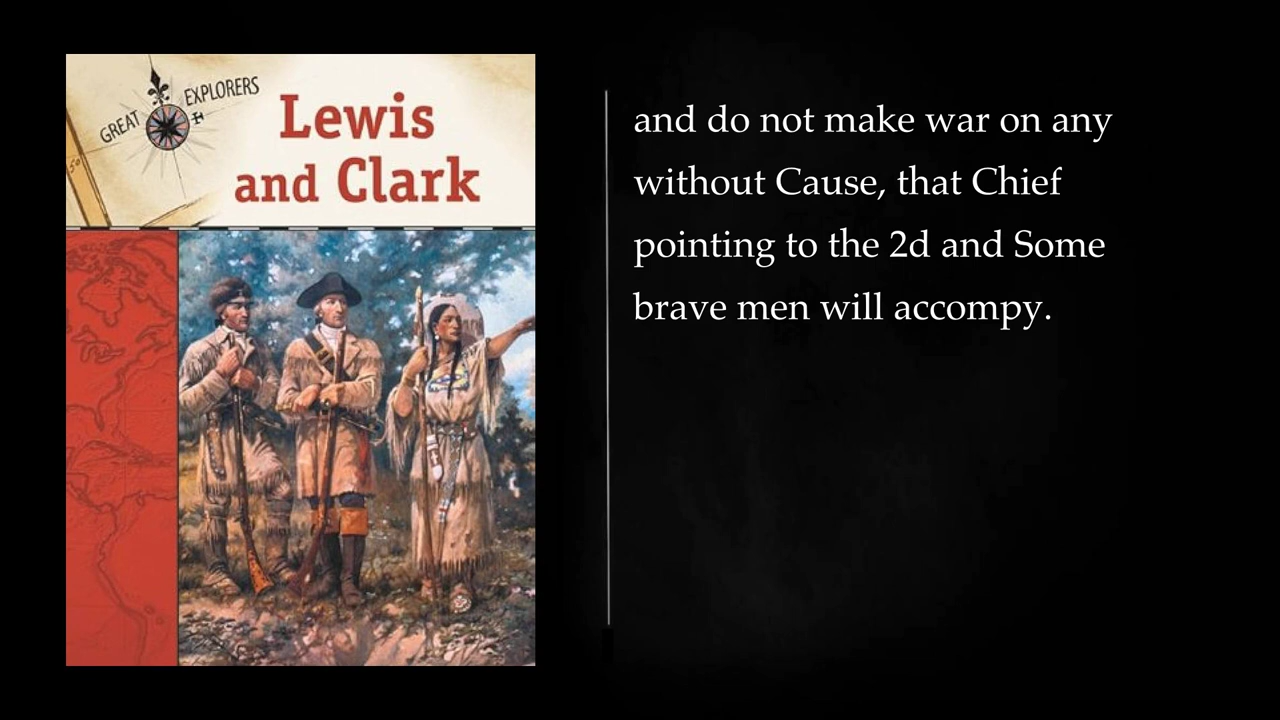 GREAT EXPLORERS
Lewis
and Clark
and do not make war on any
without Cause, that Chief
pointing to the 2d and Some
brave men will accompy.